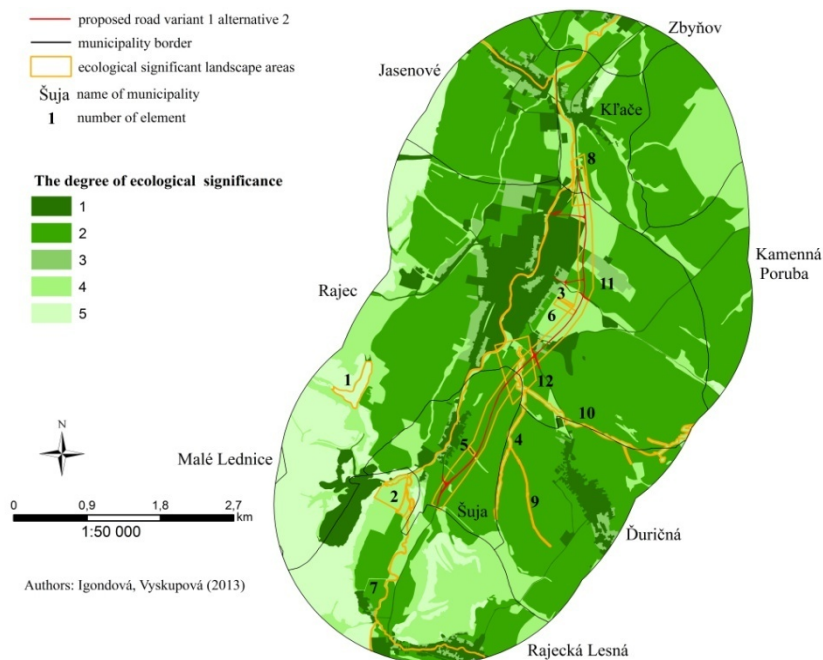 proposed road variant 1 alternative 2
municipality border
ecological significant landscape areas
Šuja name of municipality
1 number of element
The degree of ecological significance
1
2
3
4
5
Zbyňov
Jasenové
Kľače
8
Kamenná
Poruba
Rajec
3
11
6
1
12
10
N
Malé Lednice
5
4
2
9
Šuja
0 0,9 1,8 2,7
km
1:50 000
Ďuričná
7
Authors: Igondová, Vyskupová (2013)
Rajecká Lesná